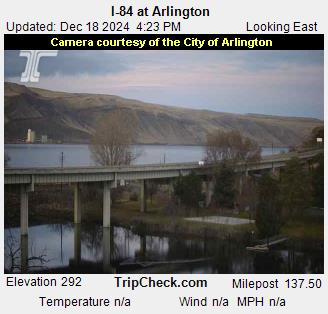 I-84 at Arlington
Updated: Dec 18 2024 4:23 PM Looking East
Camera courtesy of the City of Arlington
Elevation 292 TripCheck.com Milepost 137.50
Temperature n/a Wind n/a MPH n/a